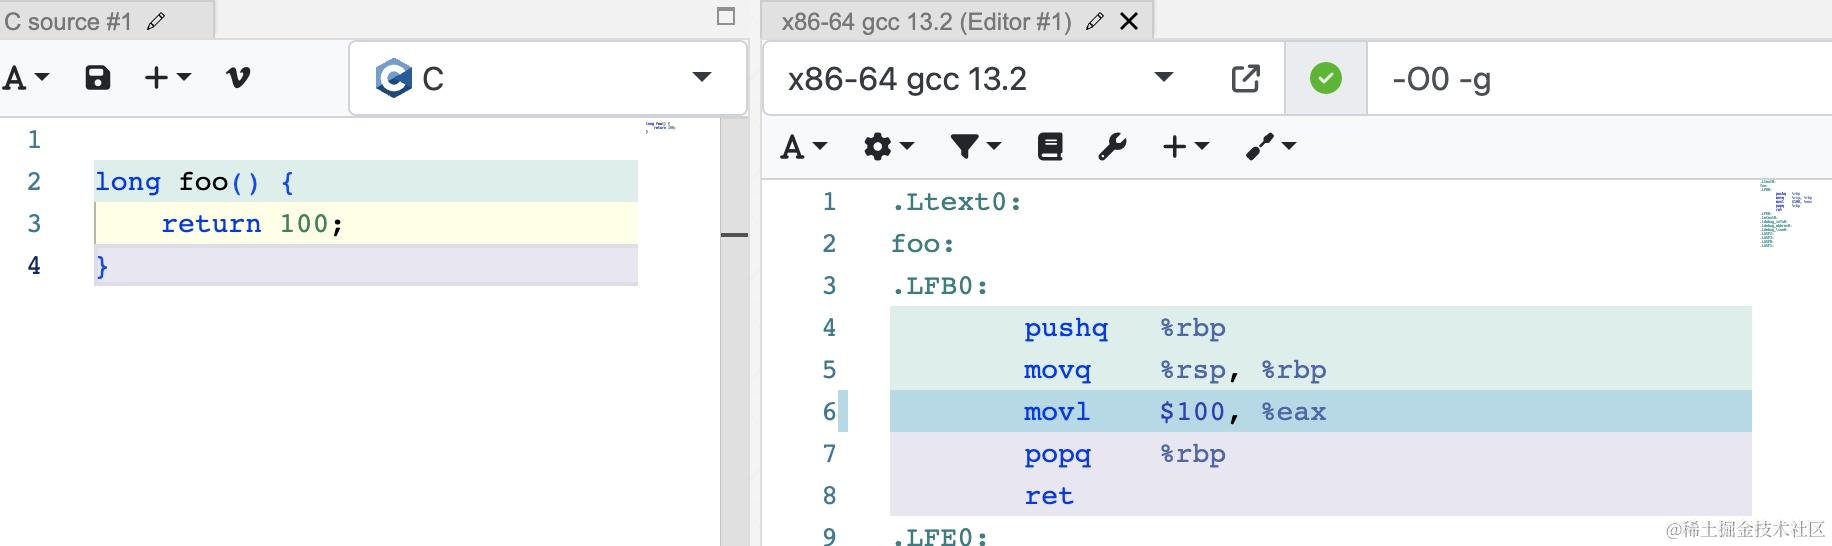 C source #1
A
C
1
2 long foo() {
3 return 100;
4 }
x86-64 gcc 13.2 (Editor #1)
x86-64 gcc 13.2
-O0 -g
A
1 .Ltext0:
2 foo:
3 .LFB0:
4 pushq %rbp
5 movq %rsp, %rbp
6 movl $100, %eax
7 popq %rbp
8 ret
9 .LFE0:
@稀土掘金技术社区